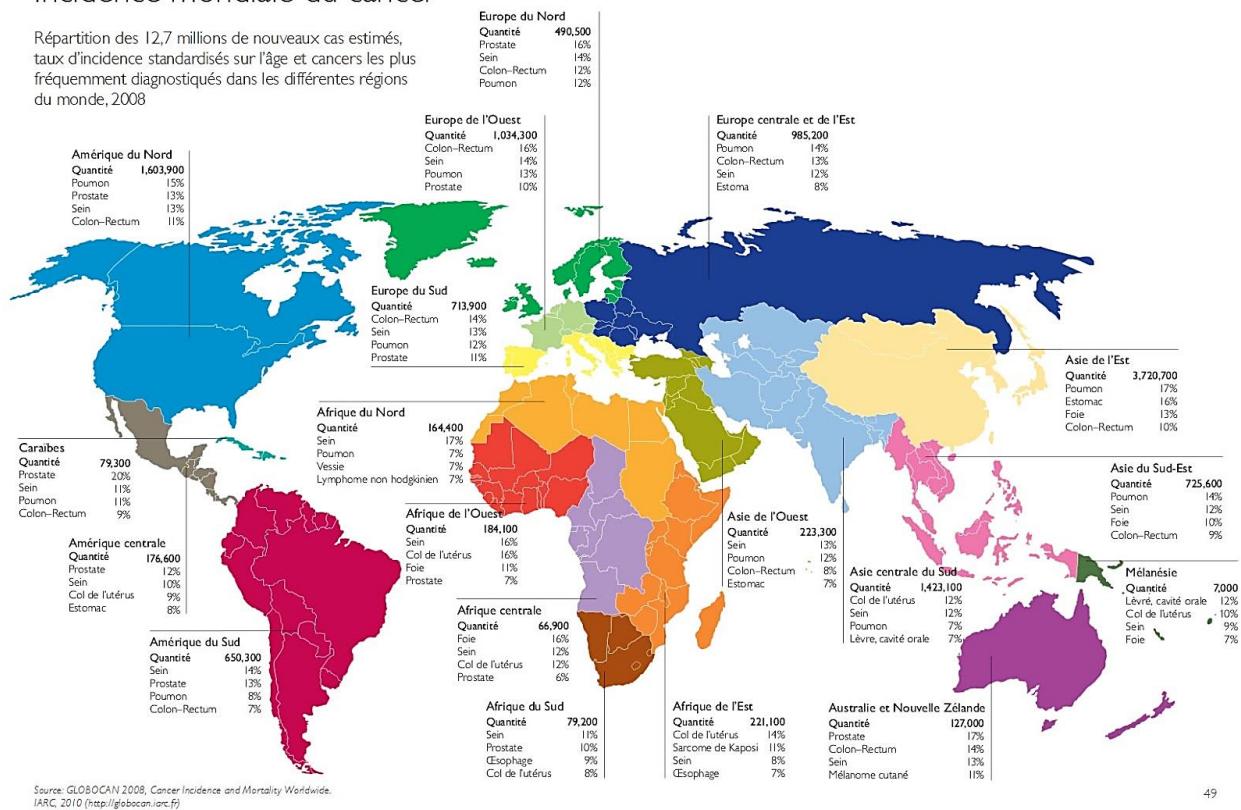 Incidence mondiale du cancer
Répartition des 12,7 millions de nouveaux cas estimés,
taux d'incidence standardisés sur l'âge et cancers les plus
fréquemment diagnostiqués dans les différentes régions
du monde, 2008
Europe du Nord
Quantité 490,500
Prostate 16%
Sein 14%
Colon–Rectum 12%
Poumon 12%
Europe de l'Ouest
Quantité 1,034,300
Colon–Rectum 16%
Sein 14%
Poumon 13%
Prostate 10%
Europe centrale et de l'Est
Quantité 985,200
Poumon 14%
Colon–Rectum 13%
Sein 12%
Estoma 8%
Amérique du Nord
Quantité 1,603,900
Poumon 15%
Prostate 13%
Sein 13%
Colon–Rectum 11%
Europe du Sud
Quantité 713,900
Colon–Rectum 14%
Sein 13%
Poumon 12%
Prostate 11%
Asie de l'Est
Quantité 3,720,700
Poumon 17%
Estomac 16%
Foie 13%
Colon–Rectum 10%
Afrique du Nord
Quantité 164,400
Sein 17%
Poumon 7%
Vessie 7%
Lymphome non hodgkinien 7%
Caraïbes
Quantité 79,300
Prostate 20%
Sein 11%
Poumon 11%
Colon–Rectum 9%
Asie du Sud-Est
Quantité 725,600
Poumon 14%
Sein 12%
Foie 10%
Colon–Rectum 9%
Afrique de l'Ouest
Quantité 184,100
Sein 16%
Col de l'utérus 16%
Foie 11%
Prostate 7%
Asie de l'Ouest
Quantité 223,300
Sein 13%
Poumon 12%
Colon–Rectum 8%
Estomac 7%
Amérique centrale
Quantité 176,600
Prostate 12%
Sein 10%
Col de l'utérus 9%
Estomac 8%
Asie centrale du Sud
Quantité 1,423,100
Col de l'utérus 12%
Sein 12%
Poumon 7%
Lèvre, cavité orale 7%
Mélanésie
Quantité 7,000
Lèvré, cavité orale 12%
Col de l'utérus 10%
Sein 9%
Foie 7%
Afrique centrale
Quantité 66,900
Foie 16%
Sein 12%
Col de l'utérus 12%
Prostate 6%
Amérique du Sud
Quantité 650,300
Sein 14%
Prostate 13%
Poumon 8%
Colon–Rectum 7%
Afrique du Sud
Quantité 79,200
Sein 11%
Prostate 10%
Œsophage 9%
Col de l'utérus 8%
Afrique de l'Est
Quantité 221,100
Col de l'utérus 14%
Sarcome de Kaposi 11%
Sein 8%
Œsophage 7%
Australie et Nouvelle Zélande
Quantité 127,000
Prostate 17%
Colon–Rectum 14%
Sein 13%
Mélanome cutané 11%
Source: GLOBOCAN 2008, Cancer Incidence and Mortality Worldwide.
IARC, 2010 (http://globocan.iarc.fr)
49